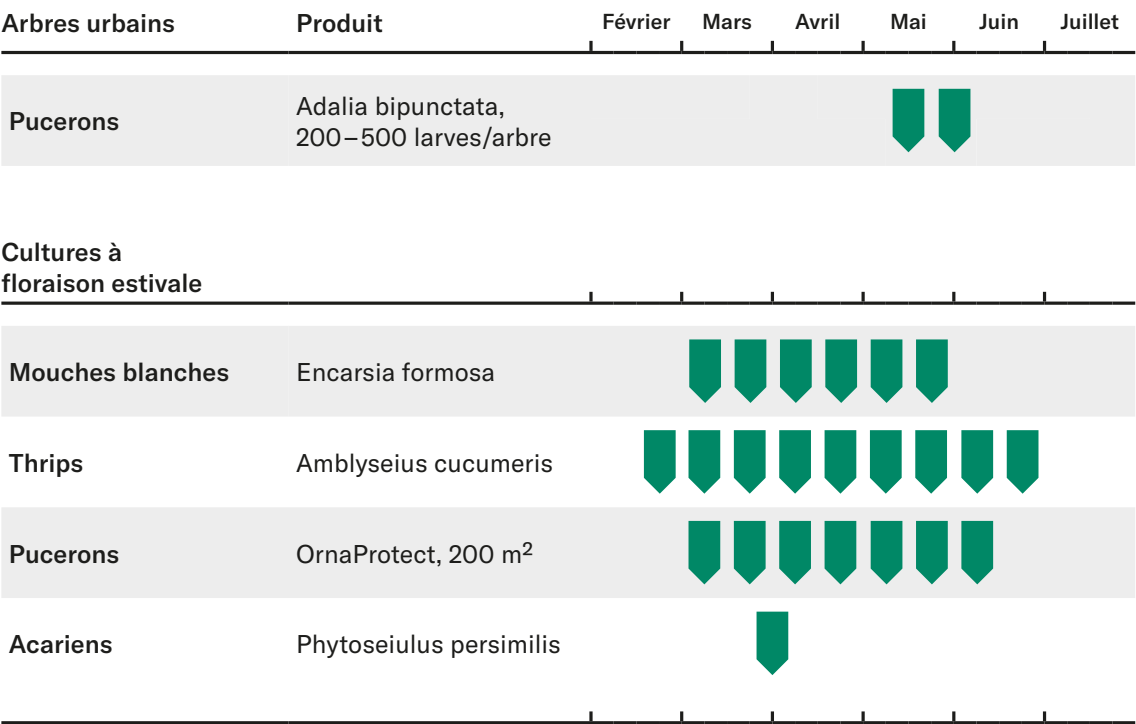 Arbres urbains Produit Février Mars Avril Mai Juin Juillet
Pucerons Adalia bipunctata,
200–500 larves/arbre
Cultures à
floraison estivale
Mouches blanches Encarsia formosa
Thrips Amblyseius cucumeris
Pucerons OrnaProtect, 200 m²
Acariens Phytoseiulus persimilis